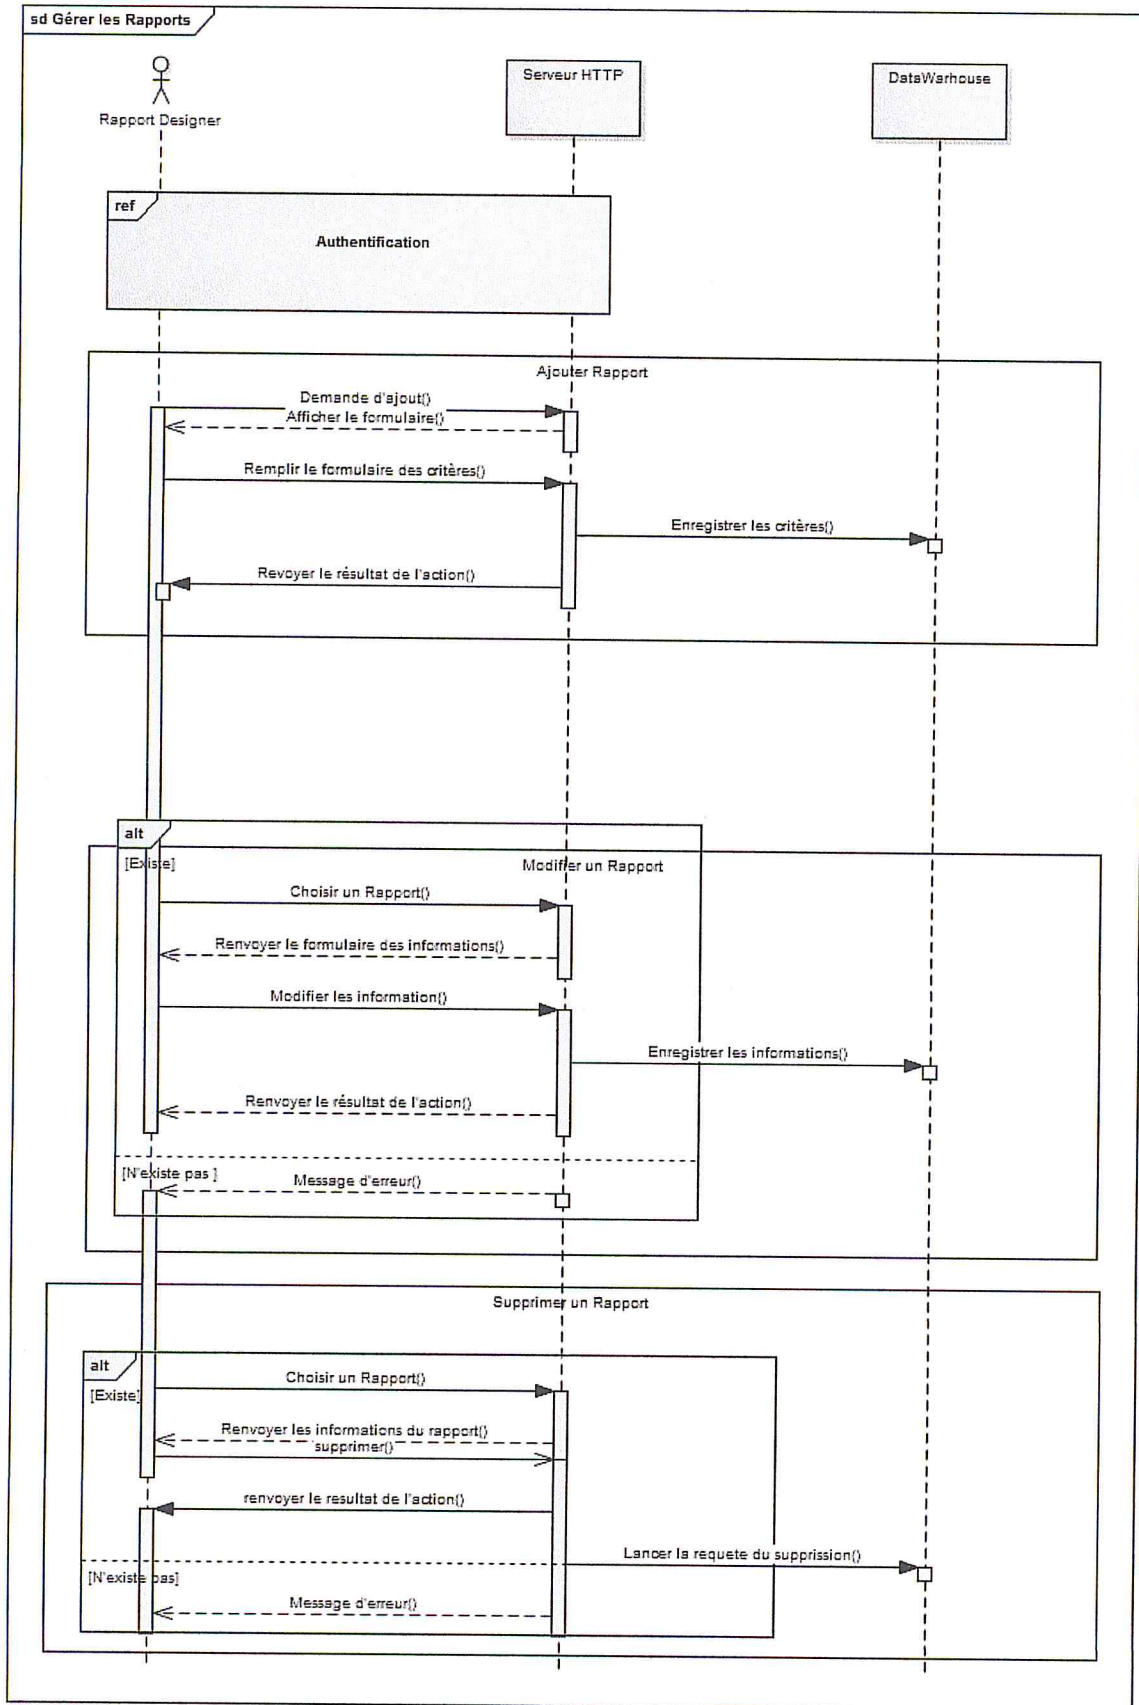 sd Gérer les Rapports
Rapport Designer
Serveur HTTP
DataWarhouse
ref
Authentification
Ajouter Rapport
Demande d'ajout()
Afficher le formulaire()
Remplir le formulaire des critères()
Enregistrer les critères()
Revoyer le résultat de l'action()
alt
[Existe]
Modifier un Rapport
Choisir un Rapport()
Renvoyer le formulaire des informations()
Modifier les information()
Enregistrer les informations()
Renvoyer le résultat de l'action()
[N'existe pas ]
Message d'erreur()
Supprimer un Rapport
alt
[Existe]
Choisir un Rapport()
Renvoyer les informations du rapport()
supprimer()
renvoyer le resultat de l'action()
Lancer la requete du supprission()
[N'existe pas]
Message d'erreur()